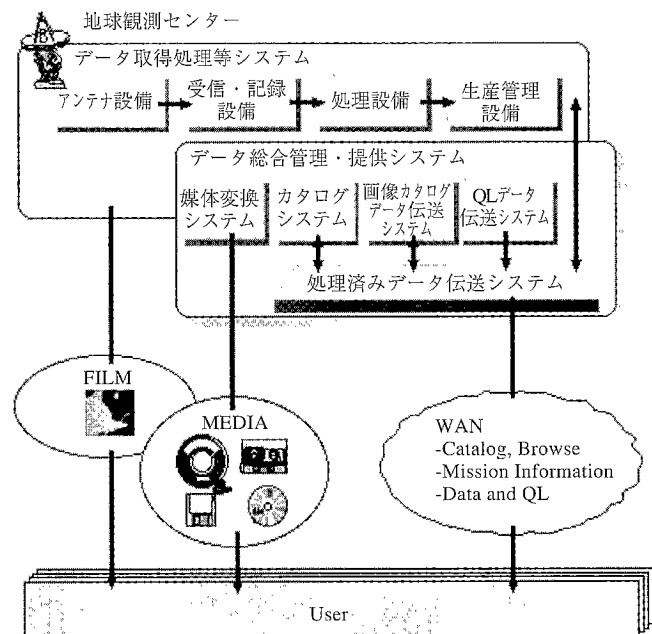 地球観測センター
データ取得処理等システム
アンテナ設備
受信・記録
設備
処理設備
生産管理
設備
データ総合管理・提供システム
媒体変換
システム
カタログ
システム
画像カタログ
データ伝送
システム
QLデータ
伝送システム
処理済みデータ伝送システム
FILM
MEDIA
WAN
-Catalog, Browse
-Mission Information
-Data and QL
User